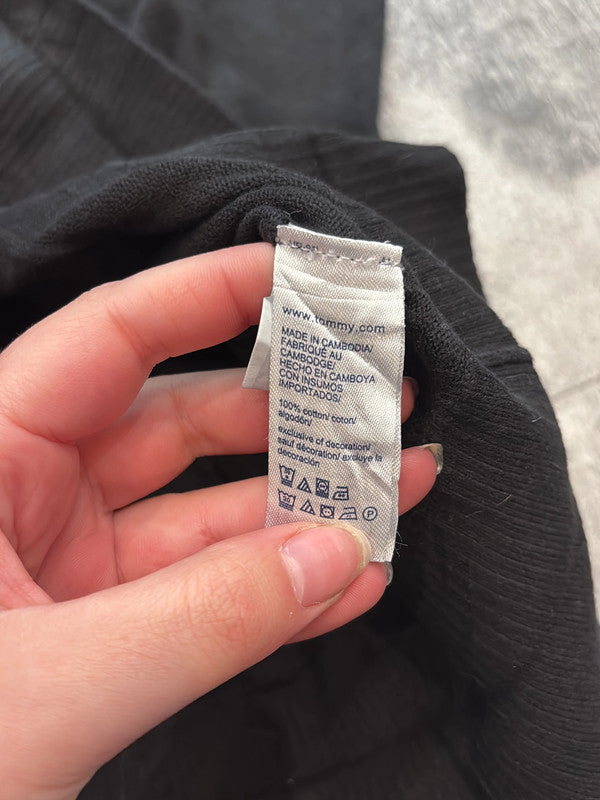 www.tommy.com
MADE IN CAMBODIA/
FABRIQUÉ AU
CAMBODGE/
HECHO EN CAMBOYA
CON INSUMOS
IMPORTADOS/
100% cotton/ coton/
algodón/
exclusive of decoration/
sauf décoration/ excluye la
decoración
P